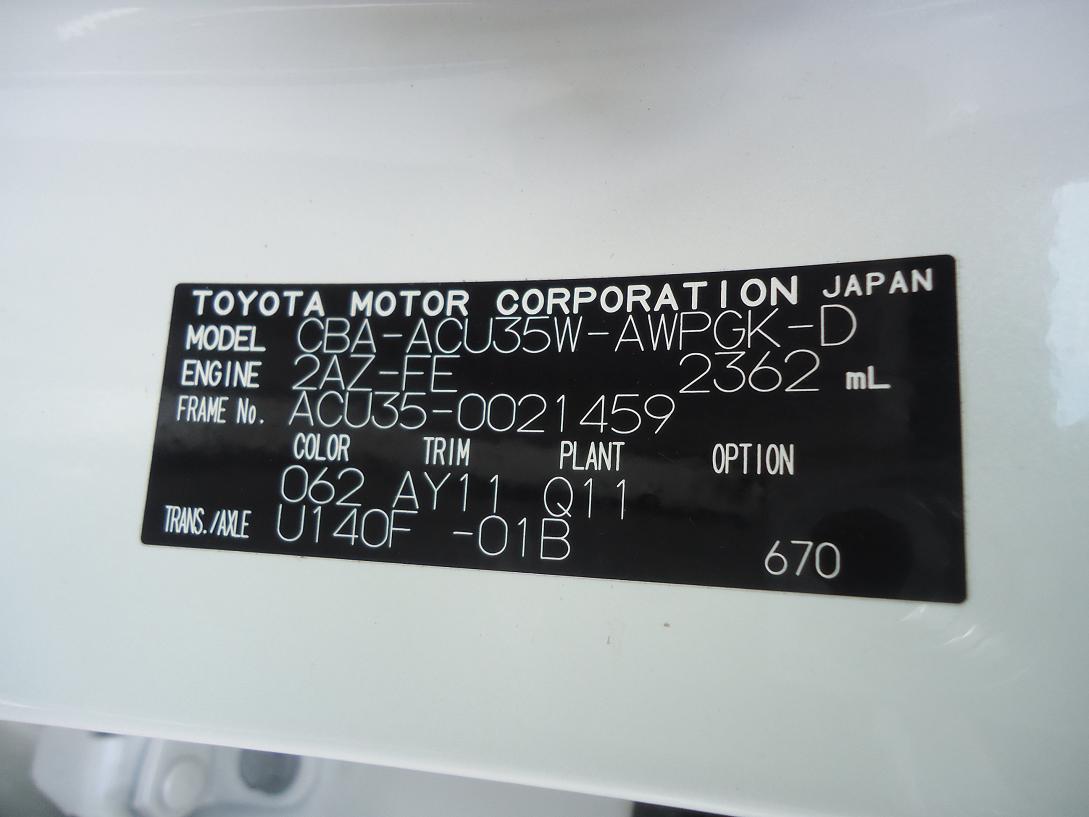 TOYOTA MOTOR CORPORATION JAPAN
MODEL CBA-ACU35W-AWPGK-D
ENGINE 2AZ-FE 2362 mL
FRAME No. ACU35-0021459
COLOR TRIM PLANT OPTION
062 AY11 Q11
TRANS./AXLE U140F -01B 670